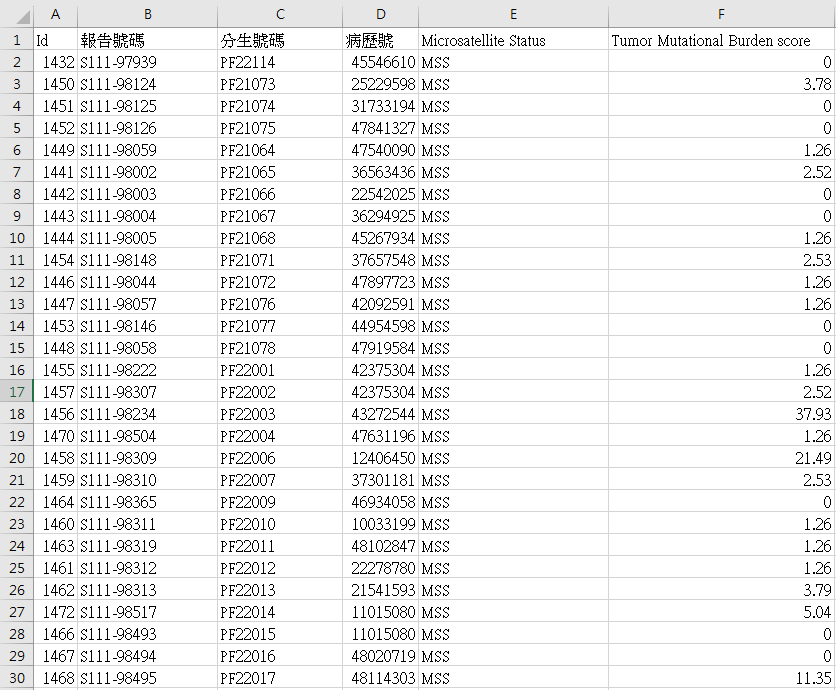 A B C D E F
1 Id 報告號碼 分生號碼 病歷號 Microsatellite Status Tumor Mutational Burden score
2 1432 S111-97939 PF22114 45546610 MSS 0
3 1450 S111-98124 PF21073 25229598 MSS 3.78
4 1451 S111-98125 PF21074 31733194 MSS 0
5 1452 S111-98126 PF21075 47841327 MSS 0
6 1449 S111-98059 PF21064 47540090 MSS 1.26
7 1441 S111-98002 PF21065 36563436 MSS 2.52
8 1442 S111-98003 PF21066 22542025 MSS 0
9 1443 S111-98004 PF21067 36294925 MSS 0
10 1444 S111-98005 PF21068 45267934 MSS 1.26
11 1454 S111-98148 PF21071 37657548 MSS 2.53
12 1446 S111-98044 PF21072 47897723 MSS 1.26
13 1447 S111-98057 PF21076 42092591 MSS 1.26
14 1453 S111-98146 PF21077 44954598 MSS 0
15 1448 S111-98058 PF21078 47919584 MSS 0
16 1455 S111-98222 PF22001 42375304 MSS 1.26
17 1457 S111-98307 PF22002 42375304 MSS 2.52
18 1456 S111-98234 PF22003 43272544 MSS 37.93
19 1470 S111-98504 PF22004 47631196 MSS 1.26
20 1458 S111-98309 PF22006 12406450 MSS 21.49
21 1459 S111-98310 PF22007 37301181 MSS 2.53
22 1464 S111-98365 PF22009 46934058 MSS 0
23 1460 S111-98311 PF22010 10033199 MSS 1.26
24 1463 S111-98319 PF22011 48102847 MSS 1.26
25 1461 S111-98312 PF22012 22278780 MSS 1.26
26 1462 S111-98313 PF22013 21541593 MSS 3.79
27 1472 S111-98517 PF22014 11015080 MSS 5.04
28 1466 S111-98493 PF22015 11015080 MSS 0
29 1467 S111-98494 PF22016 48020719 MSS 0
30 1468 S111-98495 PF22017 48114303 MSS 11.35